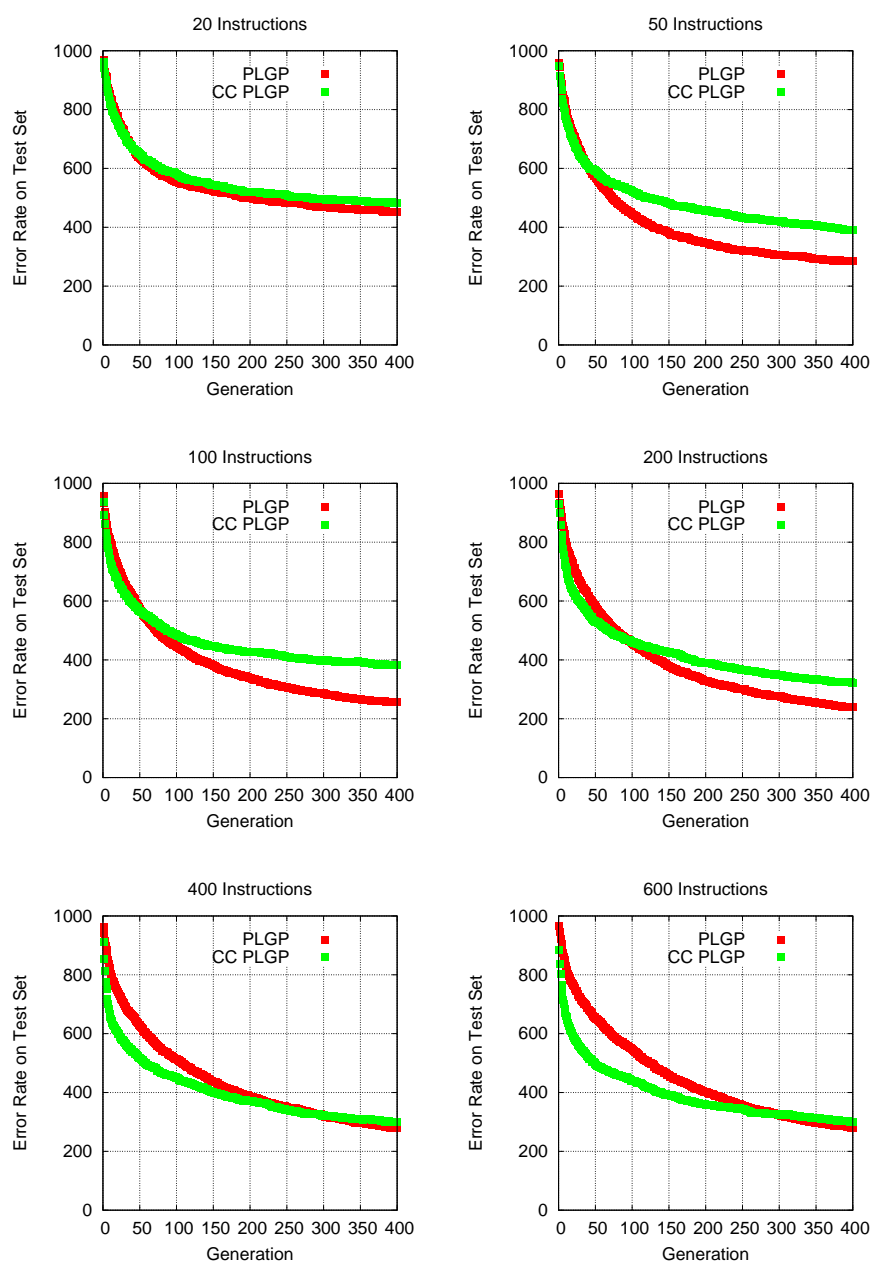 20 Instructions
Error Rate on Test Set
1000
800
600
400
200
0
PLGP
CC PLGP
0 50 100 150 200 250 300 350 400
Generation
50 Instructions
Error Rate on Test Set
1000
800
600
400
200
0
PLGP
CC PLGP
0 50 100 150 200 250 300 350 400
Generation
100 Instructions
Error Rate on Test Set
1000
800
600
400
200
0
PLGP
CC PLGP
0 50 100 150 200 250 300 350 400
Generation
200 Instructions
Error Rate on Test Set
1000
800
600
400
200
0
PLGP
CC PLGP
0 50 100 150 200 250 300 350 400
Generation
400 Instructions
Error Rate on Test Set
1000
800
600
400
200
0
PLGP
CC PLGP
0 50 100 150 200 250 300 350 400
Generation
600 Instructions
Error Rate on Test Set
1000
800
600
400
200
0
PLGP
CC PLGP
0 50 100 150 200 250 300 350 400
Generation